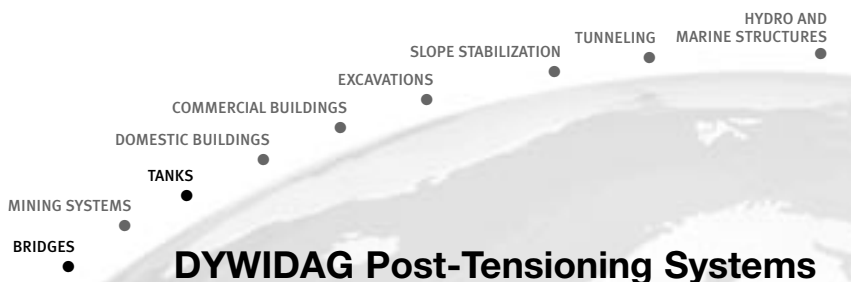 HYDRO AND
MARINE STRUCTURES
TUNNELING
SLOPE STABILIZATION
EXCAVATIONS
COMMERCIAL BUILDINGS
DOMESTIC BUILDINGS
TANKS
MINING SYSTEMS
BRIDGES
DYWIDAG Post-Tensioning Systems